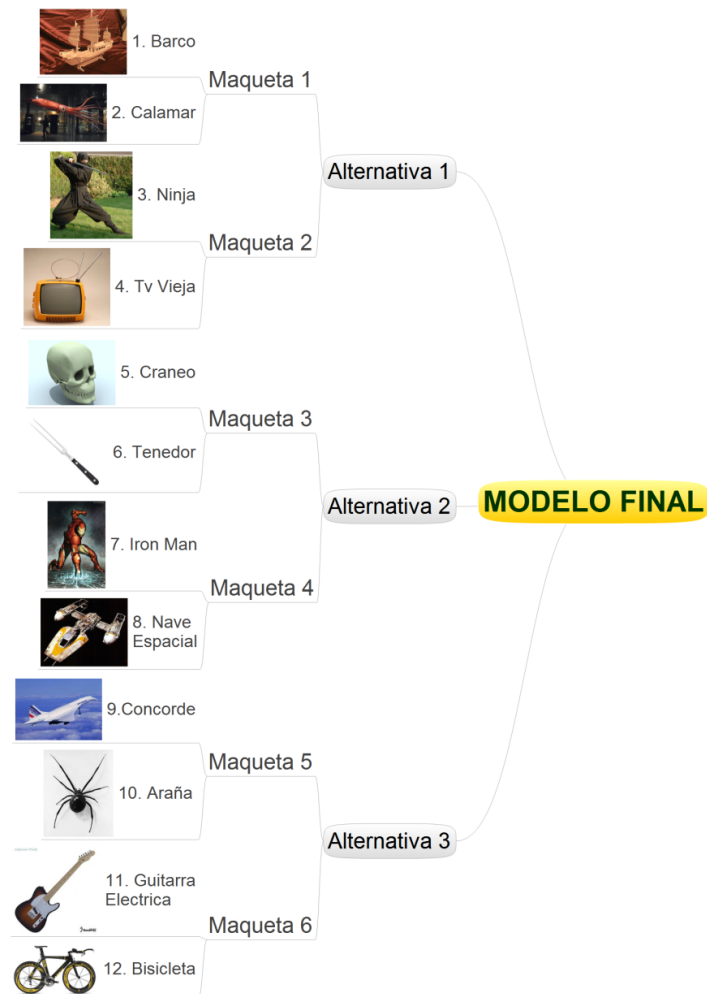 1. Barco
Maqueta 1
2. Calamar
Alternativa 1
3. Ninja
Maqueta 2
4. Tv Vieja
5. Craneo
Maqueta 3
6. Tenedor
Alternativa 2
MODELO FINAL
7. Iron Man
Maqueta 4
8. Nave
Espacial
9.Concorde
Maqueta 5
10. Araña
Alternativa 3
11. Guitarra
Electrica
Maqueta 6
12. Bisicleta